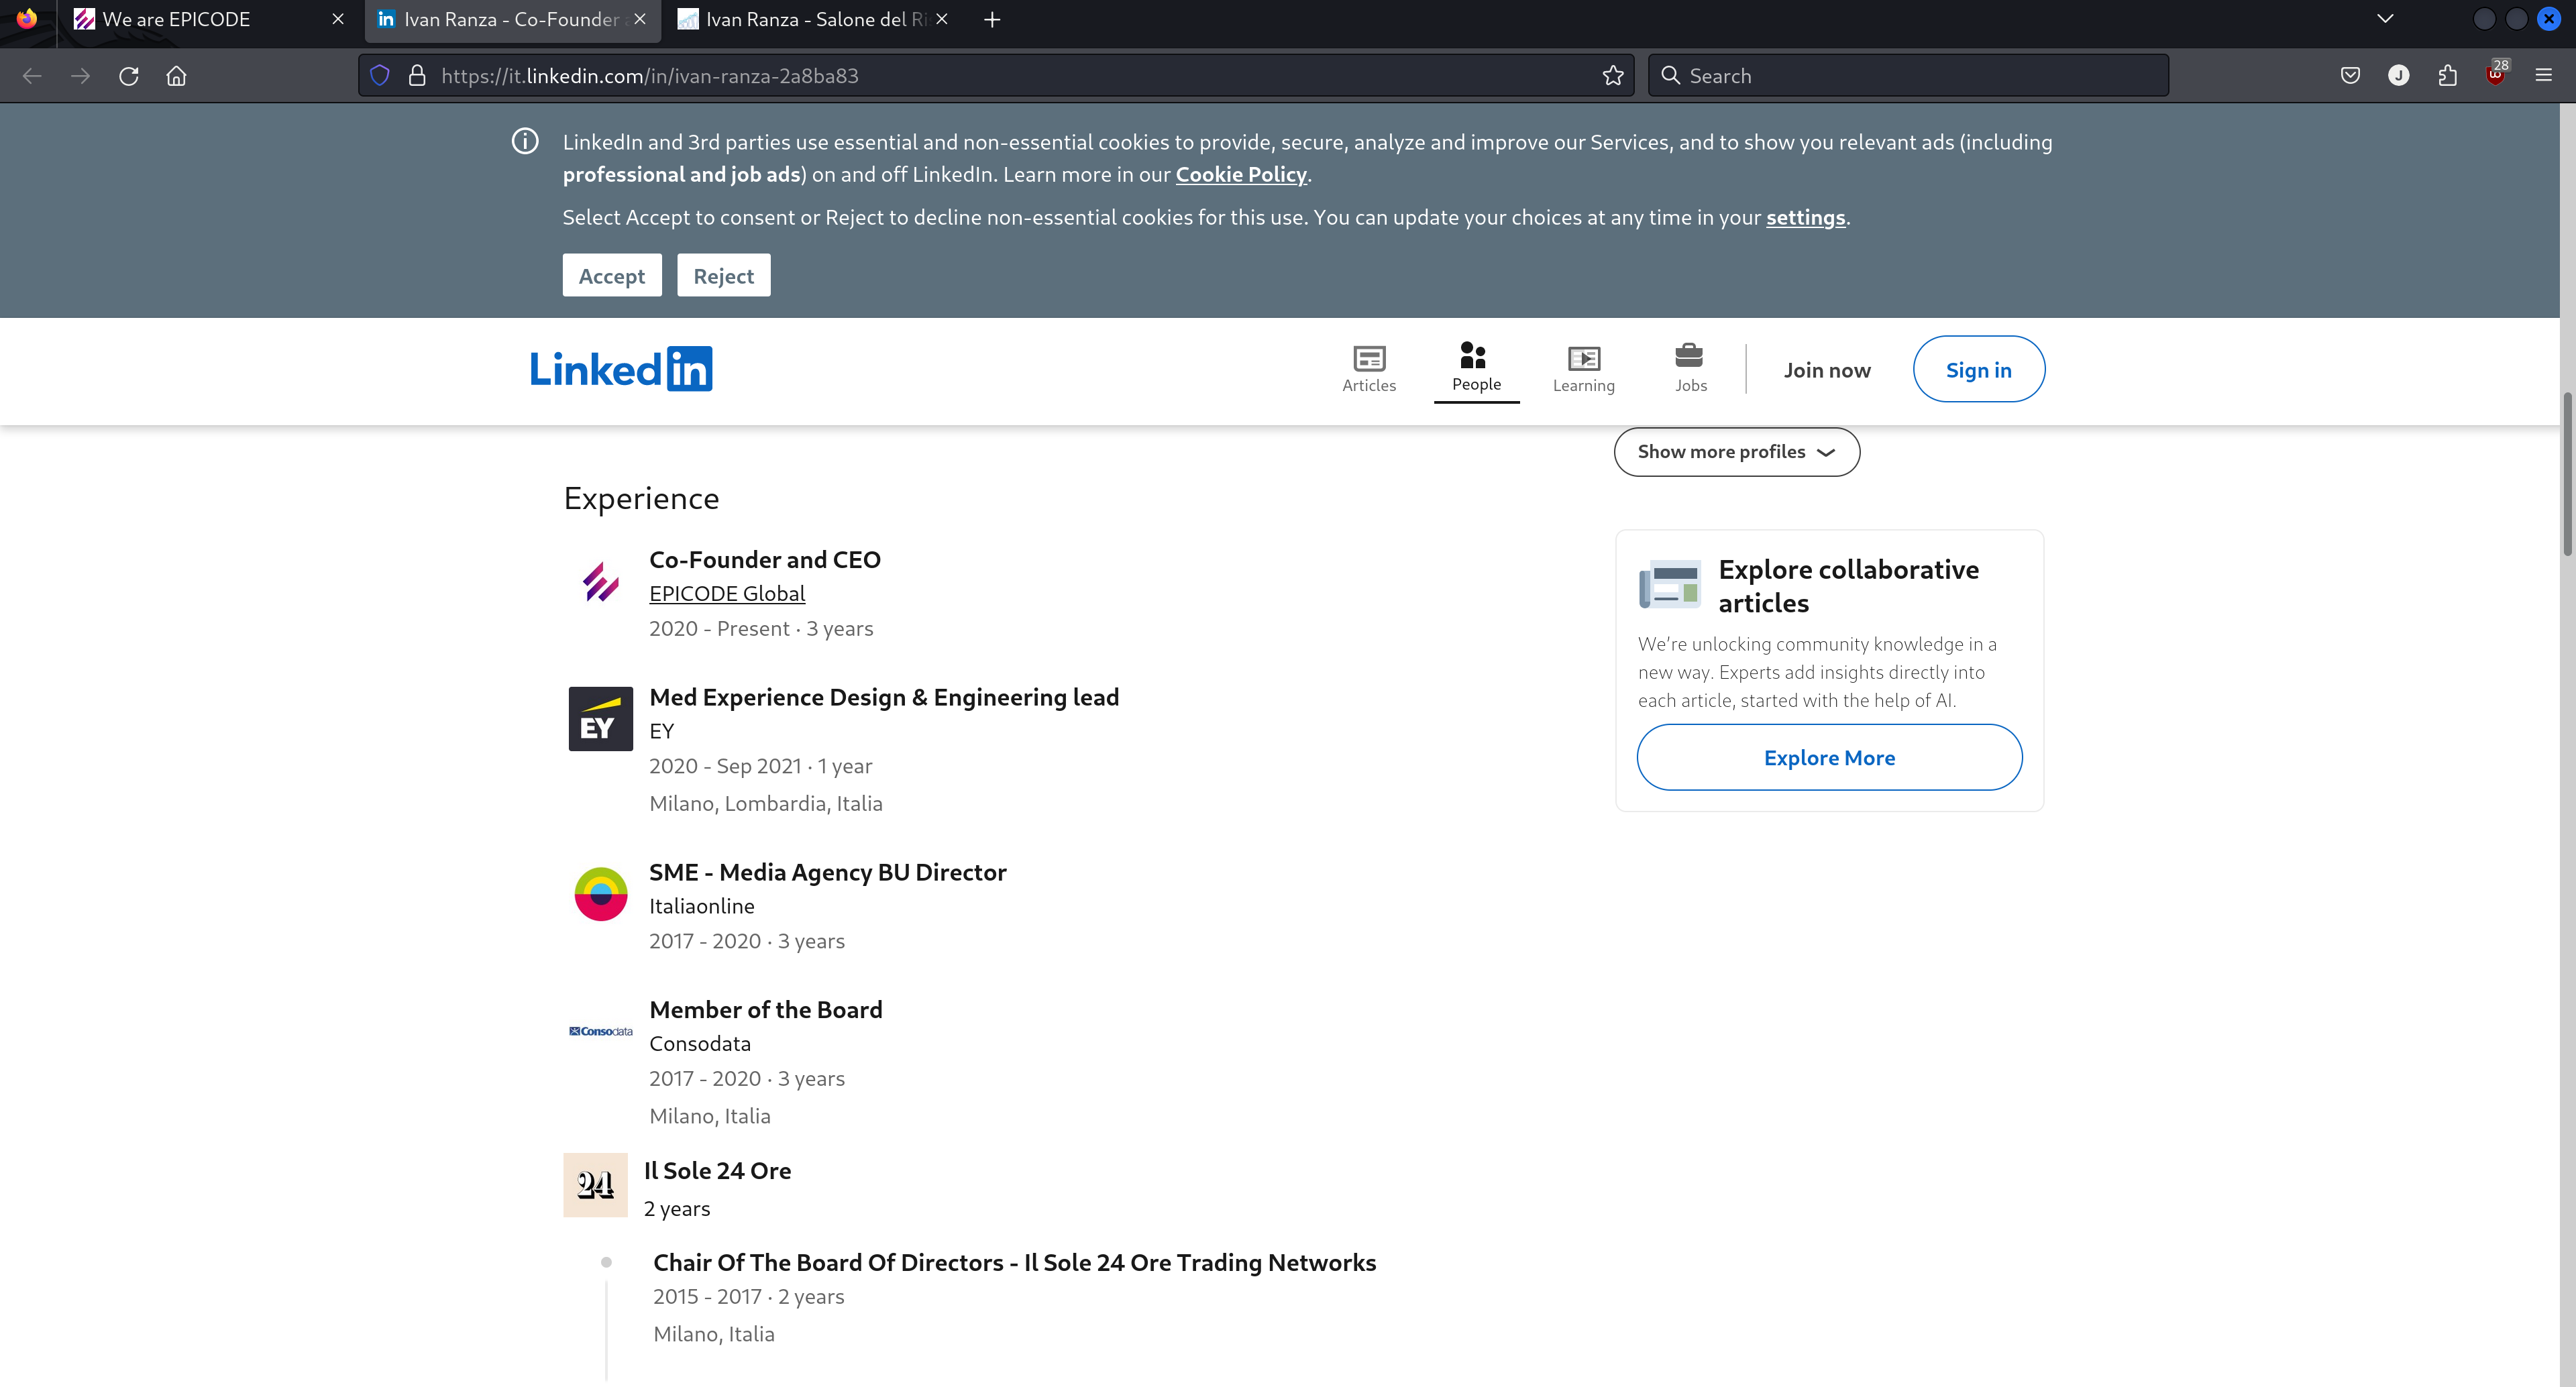 We are EPICODE
Ivan Ranza - Co-Founder
Ivan Ranza - Salone del Ri
https://it.linkedin.com/in/ivan-ranza-2a8ba83
Search
J
28
LinkedIn and 3rd parties use essential and non-essential cookies to provide, secure, analyze and improve our Services, and to show you relevant ads (including
professional and job ads) on and off LinkedIn. Learn more in our Cookie Policy.
Select Accept to consent or Reject to decline non-essential cookies for this use. You can update your choices at any time in your settings.
Accept
Reject
Linkedin
Articles
People
Learning
Jobs
Join now
Sign in
Show more profiles
Experience
Co-Founder and CEO
EPICODE Global
2020 - Present · 3 years
EY
Med Experience Design & Engineering lead
EY
2020 - Sep 2021 · 1 year
Milano, Lombardia, Italia
SME - Media Agency BU Director
Italiaonline
2017 - 2020 · 3 years
Consodata
Member of the Board
Consodata
2017 - 2020 · 3 years
Milano, Italia
24
Il Sole 24 Ore
2 years
Chair Of The Board Of Directors - Il Sole 24 Ore Trading Networks
2015 - 2017 · 2 years
Milano, Italia
Explore collaborative
articles
We're unlocking community knowledge in a
new way. Experts add insights directly into
each article, started with the help of AI.
Explore More